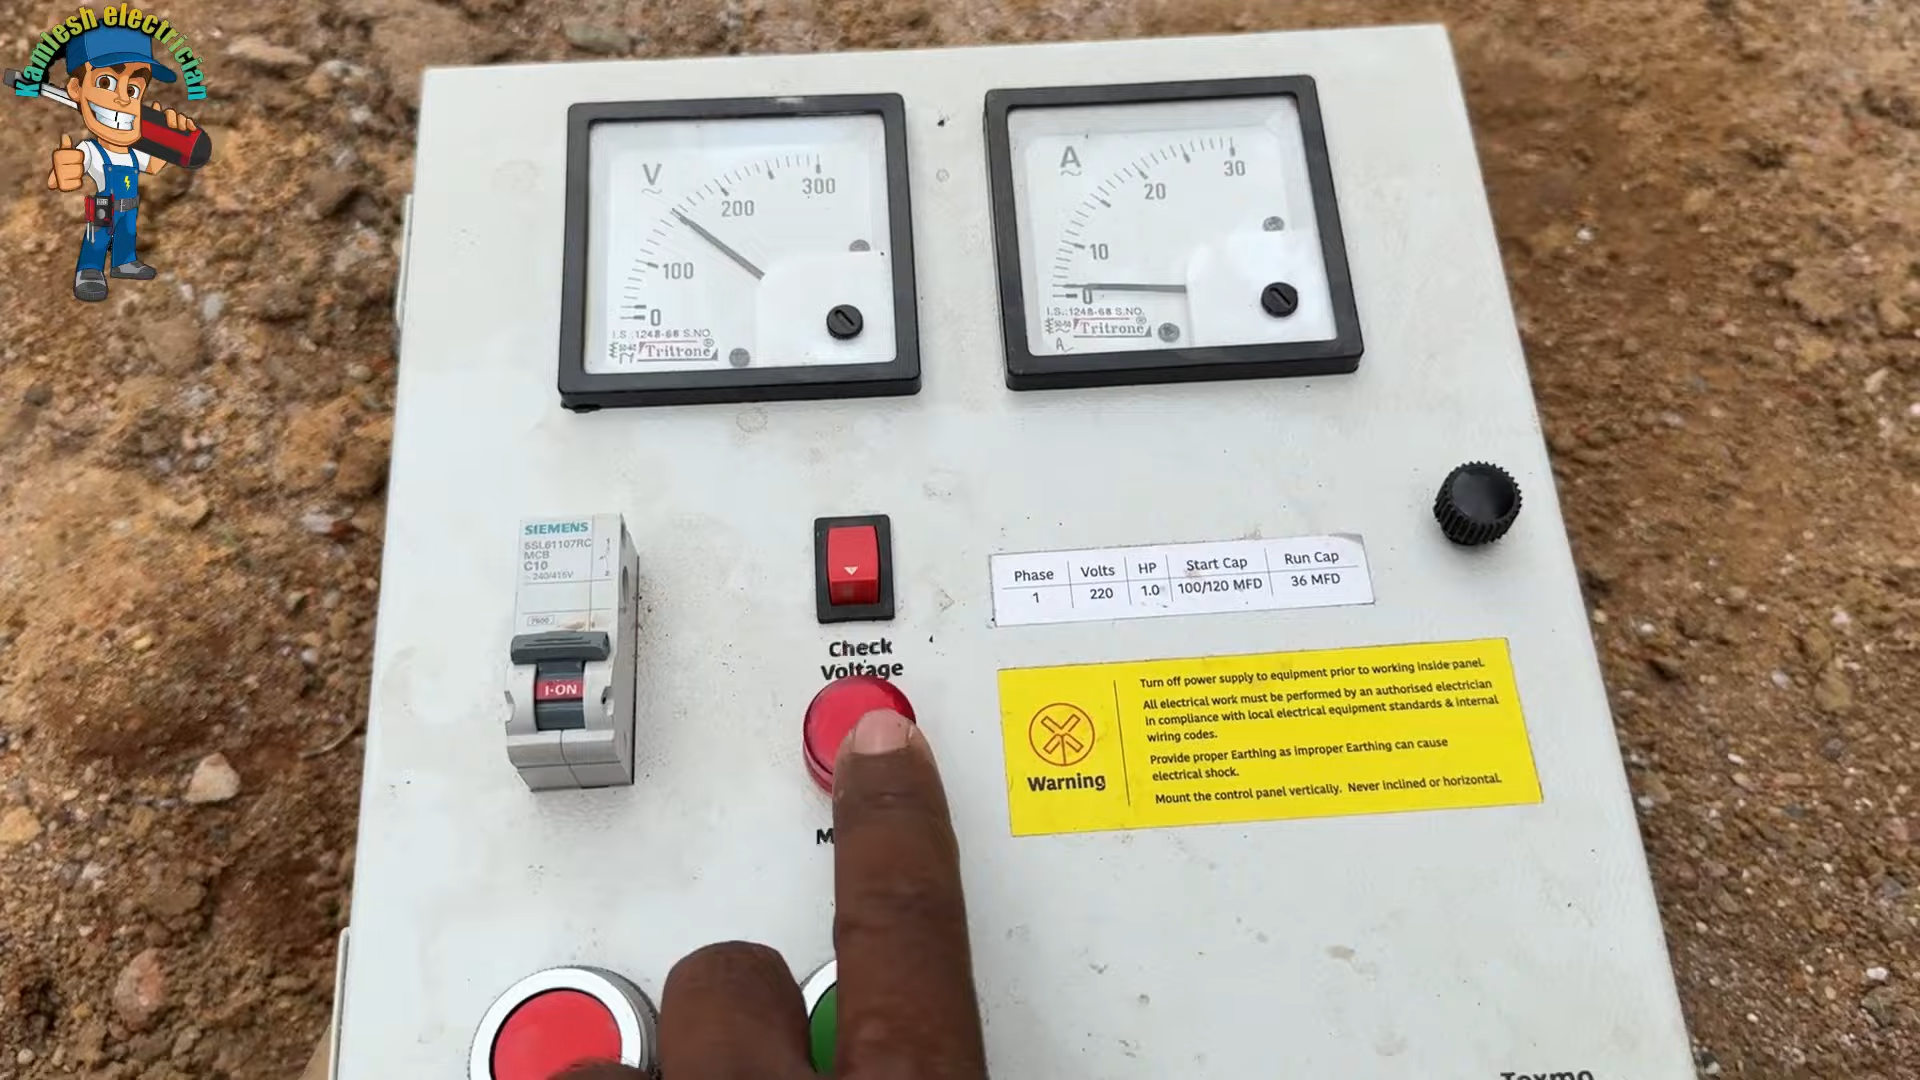 Kamlesh electrician
V
0
100
200
300
I.S.:1248-68 S.NO.
Tritrone®
A
0
10
20
30
I.S.:1248-68 S.NO.
Tritrone®
SIEMENS
5SL61107RC
MCB
C10
~ 240/415V
1
2
I-ON
Check
Voltage
Phase Volts HP Start Cap Run Cap
1 220 1.0 100/120 MFD 36 MFD
Turn off power supply to equipment prior to working inside panel.
All electrical work must be performed by an authorised electrician
in compliance with local electrical equipment standards & internal
wiring codes.
Provide proper Earthing as improper Earthing can cause
electrical shock.
Mount the control panel vertically. Never inclined or horizontal.
Warning